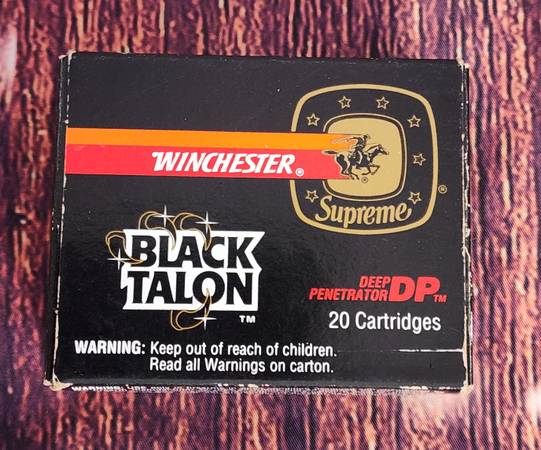 WINCHESTER®
Supreme®
BLACK
TALON
™
DEEP
PENETRATOR DP™
20 Cartridges
WARNING: Keep out of reach of children.
Read all Warnings on carton.